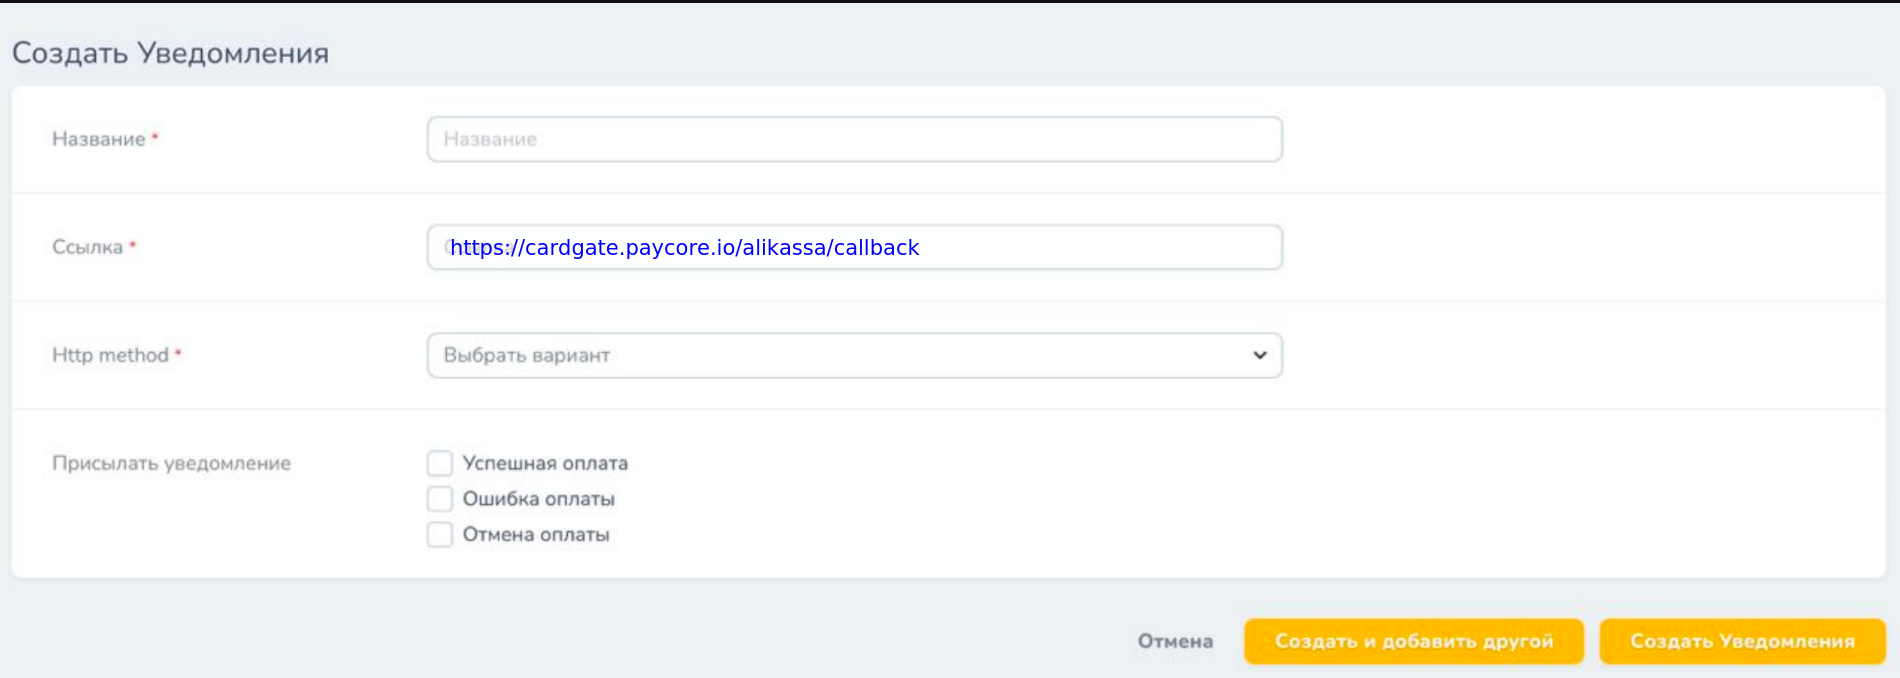 Создать Уведомления
Название *
Название
Ссылка *
https://cardgate.paycore.io/alikassa/callback
Http method *
Выбрать вариант
Присылать уведомление
Успешная оплата
Ошибка оплаты
Отмена оплаты
Отмена
Создать и добавить другой
Создать Уведомления